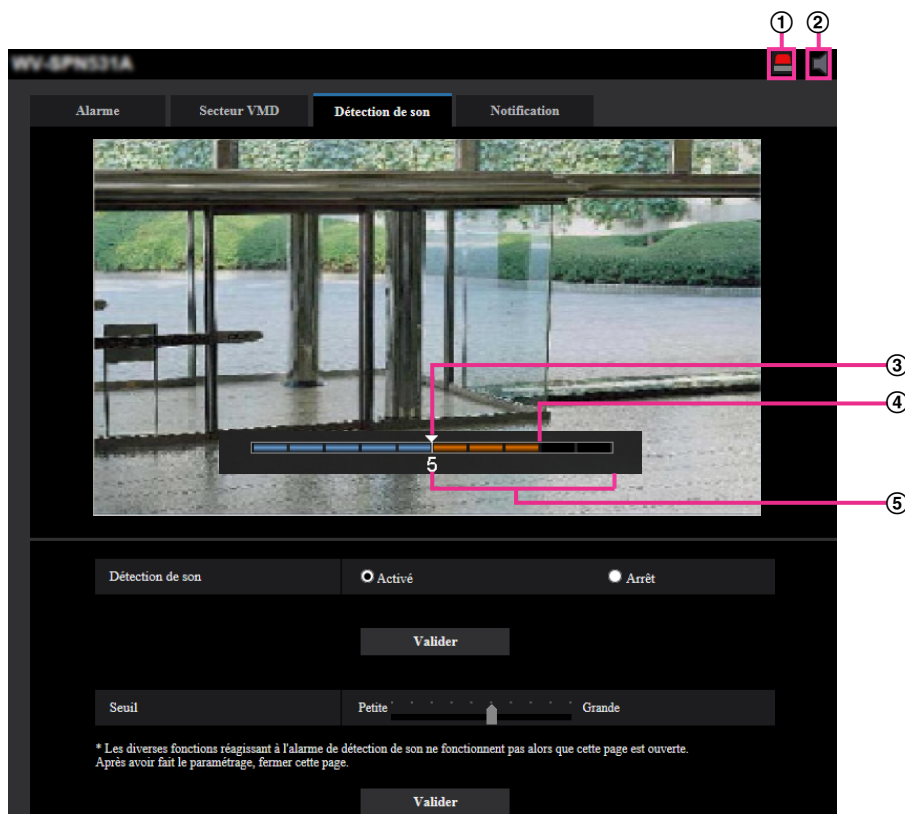 ① ②
WV-SPN531A
Alarme Secteur VMD Détection de son Notification
③
④
5
⑤
Détection de son Activé Arrêt
Valider
Seuil Petite Grande
* Les diverses fonctions réagissant à l'alarme de détection de son ne fonctionnent pas alors que cette page est ouverte.
Après avoir fait le paramétrage, fermer cette page.
Valider